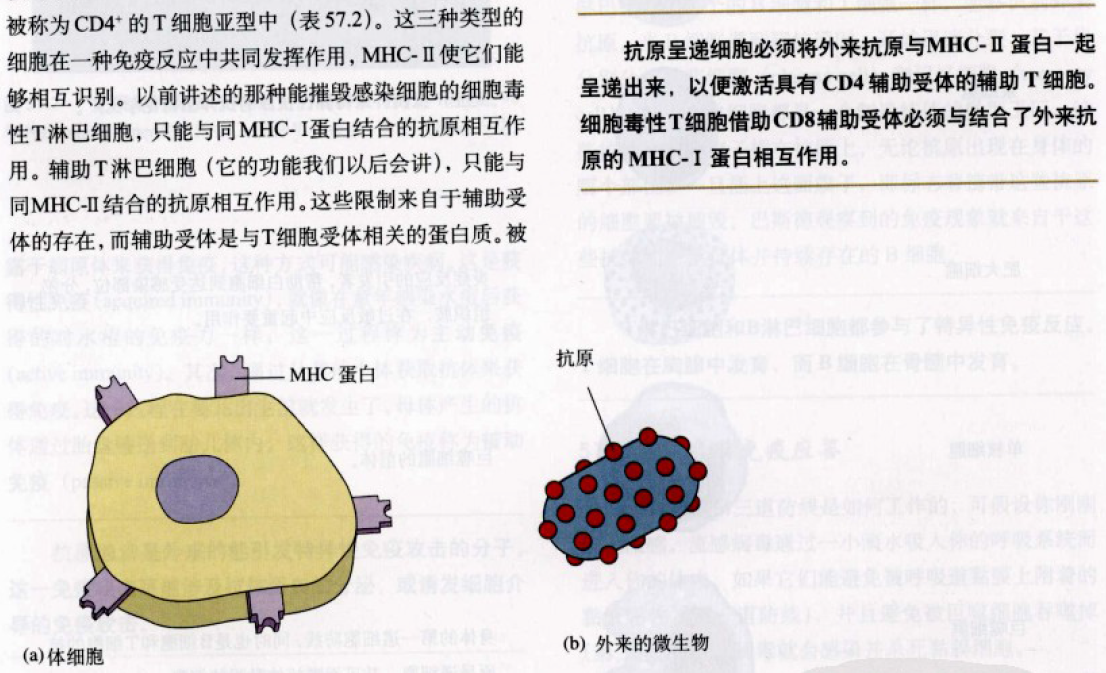 被称为 CD4⁺ 的 T 细胞亚型中（表 57.2）。这三种类型的
细胞在一种免疫反应中共同发挥作用，MHC-Ⅱ使它们能
够相互识别。以前讲述的那种能摧毁感染细胞的细胞毒
性T淋巴细胞，只能与同MHC-Ⅰ蛋白结合的抗原相互作
用。辅助T淋巴细胞（它的功能我们以后会讲），只能与
同MHC-Ⅱ结合的抗原相互作用。这些限制来自于辅助受
体的存在，而辅助受体是与T细胞受体相关的蛋白质。被
抗原呈递细胞必须将外来抗原与MHC-Ⅱ蛋白一起
呈递出来，以便激活具有 CD4 辅助受体的辅助 T 细胞。
细胞毒性T细胞借助CD8辅助受体必须与结合了外来抗
原的 MHC-Ⅰ 蛋白相互作用。
MHC 蛋白
(a) 体细胞
抗原
(b) 外来的微生物